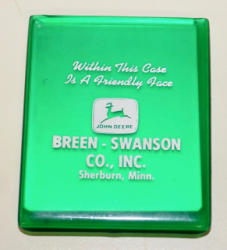 Within This Case
Is A Friendly Face
JOHN DEERE
BREEN - SWANSON
CO., INC.
Sherburn, Minn.